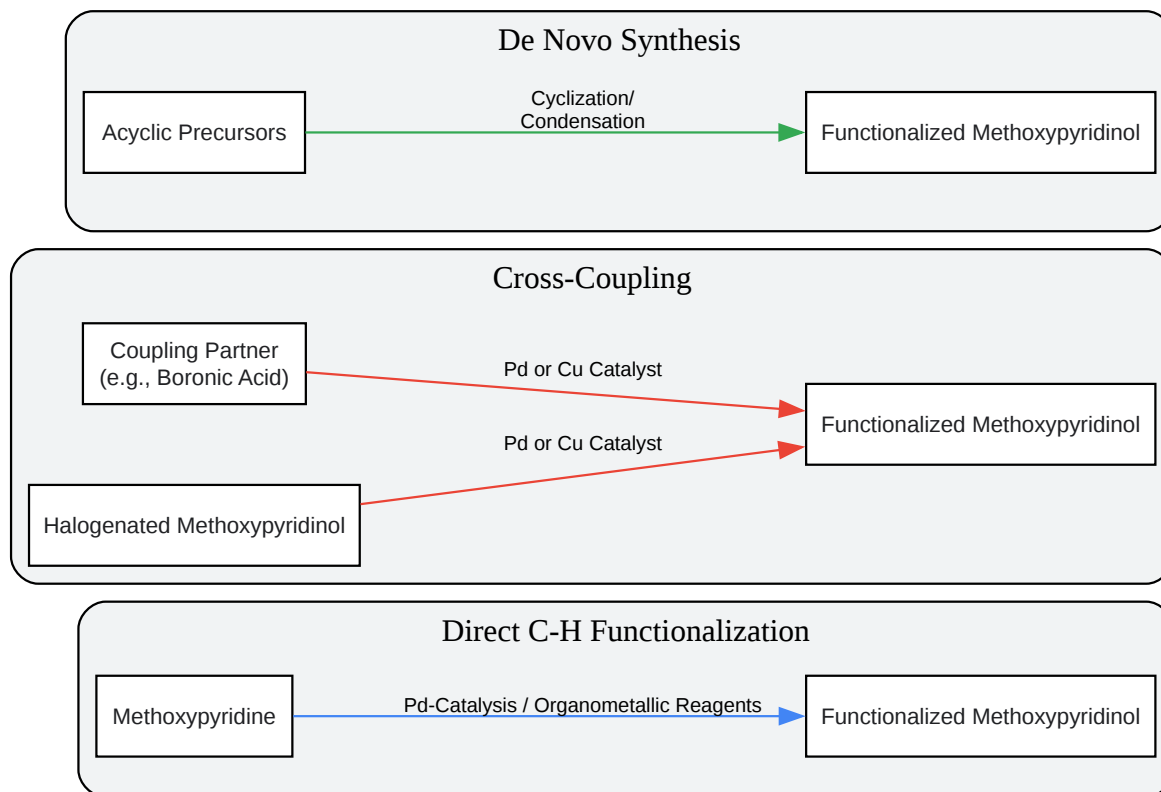 De Novo Synthesis
Acyclic Precursors
Cyclization/
Condensation
Functionalized Methoxypyridinol
Cross-Coupling
Coupling Partner
(e.g., Boronic Acid)
Pd or Cu Catalyst
Functionalized Methoxypyridinol
Pd or Cu Catalyst
Halogenated Methoxypyridinol
Direct C-H Functionalization
Methoxypyridine
Pd-Catalysis / Organometallic Reagents
Functionalized Methoxypyridinol